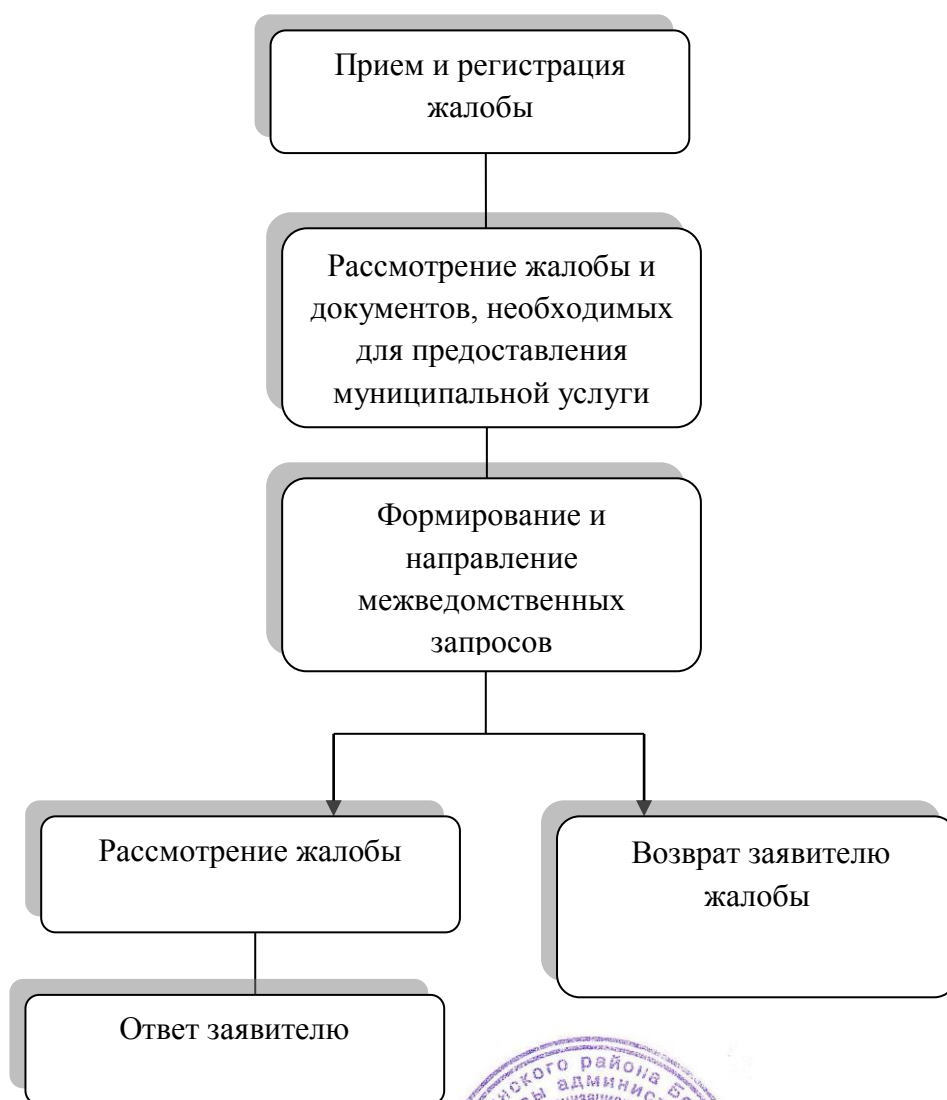 Прием и регистрация
жалобы
Рассмотрение жалобы и
документов, необходимых
для предоставления
муниципальной услуги
Формирование и
направление
межведомственных
запросов
Рассмотрение жалобы
Возврат заявителю
жалобы
Ответ заявителю
района